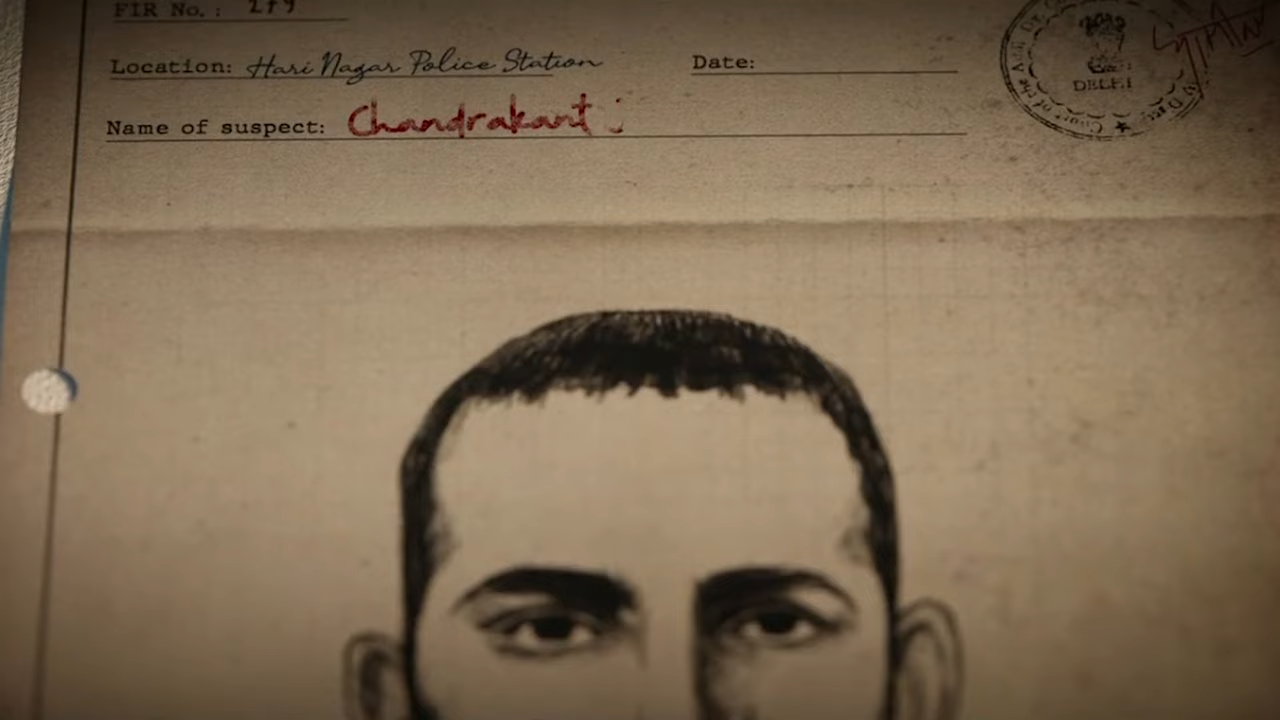 FIR No. :
Location: Hari Nagar Police Station
Date:
Name of suspect: Chandrakant
DELHI